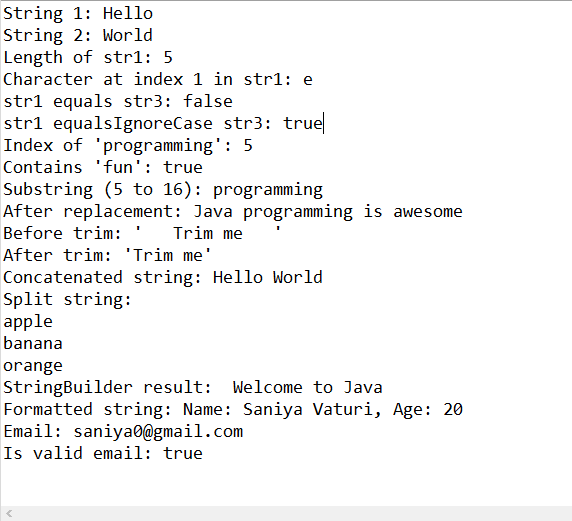 String 1: Hello
String 2: World
Length of str1: 5
Character at index 1 in str1: e
str1 equals str3: false
str1 equalsIgnoreCase str3: true
Index of 'programming': 5
Contains 'fun': true
Substring (5 to 16): programming
After replacement: Java programming is awesome
Before trim: '   Trim me   '
After trim: 'Trim me'
Concatenated string: Hello World
Split string:
apple
banana
orange
StringBuilder result:  Welcome to Java
Formatted string: Name: Saniya Vaturi, Age: 20
Email: saniya0@gmail.com
Is valid email: true